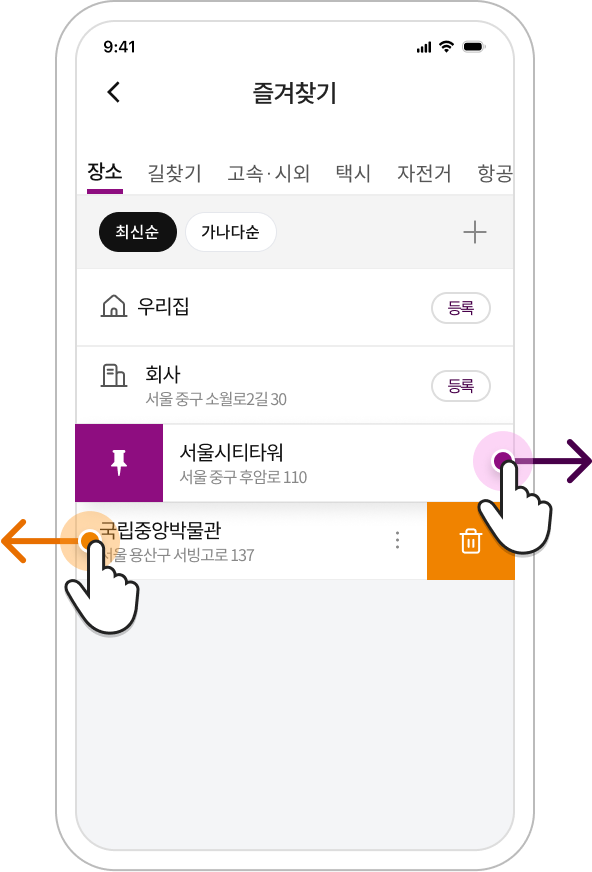 9:41
즐겨찾기
장소 길찾기 고속·시외 택시 자전거 항공
최신순 가나다순
우리집 등록
회사 등록
서울 중구 소월로2길 30
서울시티타워
서울 중구 후암로 110
국립중앙박물관
서울 용산구 서빙고로 137